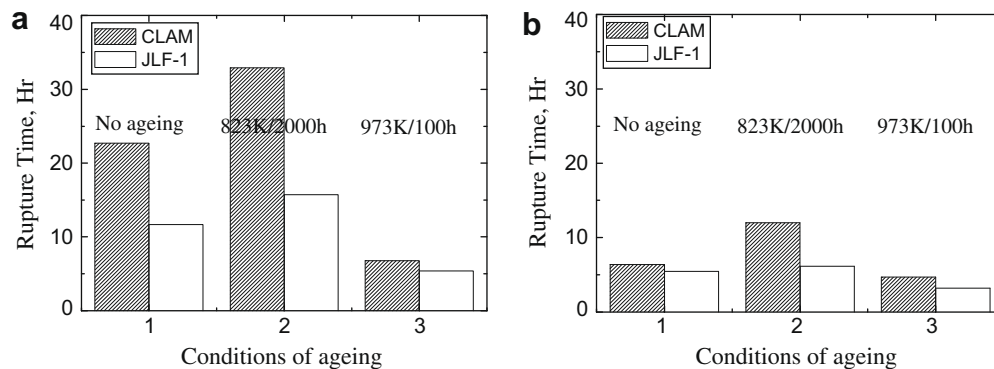 a
40
30
20
10
0
Rupture Time, Hr
CLAM
JLF-1
No ageing
823K/2000h
973K/100h
1
2
3
Conditions of ageing
b
40
30
20
10
0
Rupture Time, Hr
CLAM
JLF-1
No ageing
823K/2000h
973K/100h
1
2
3
Conditions of ageing